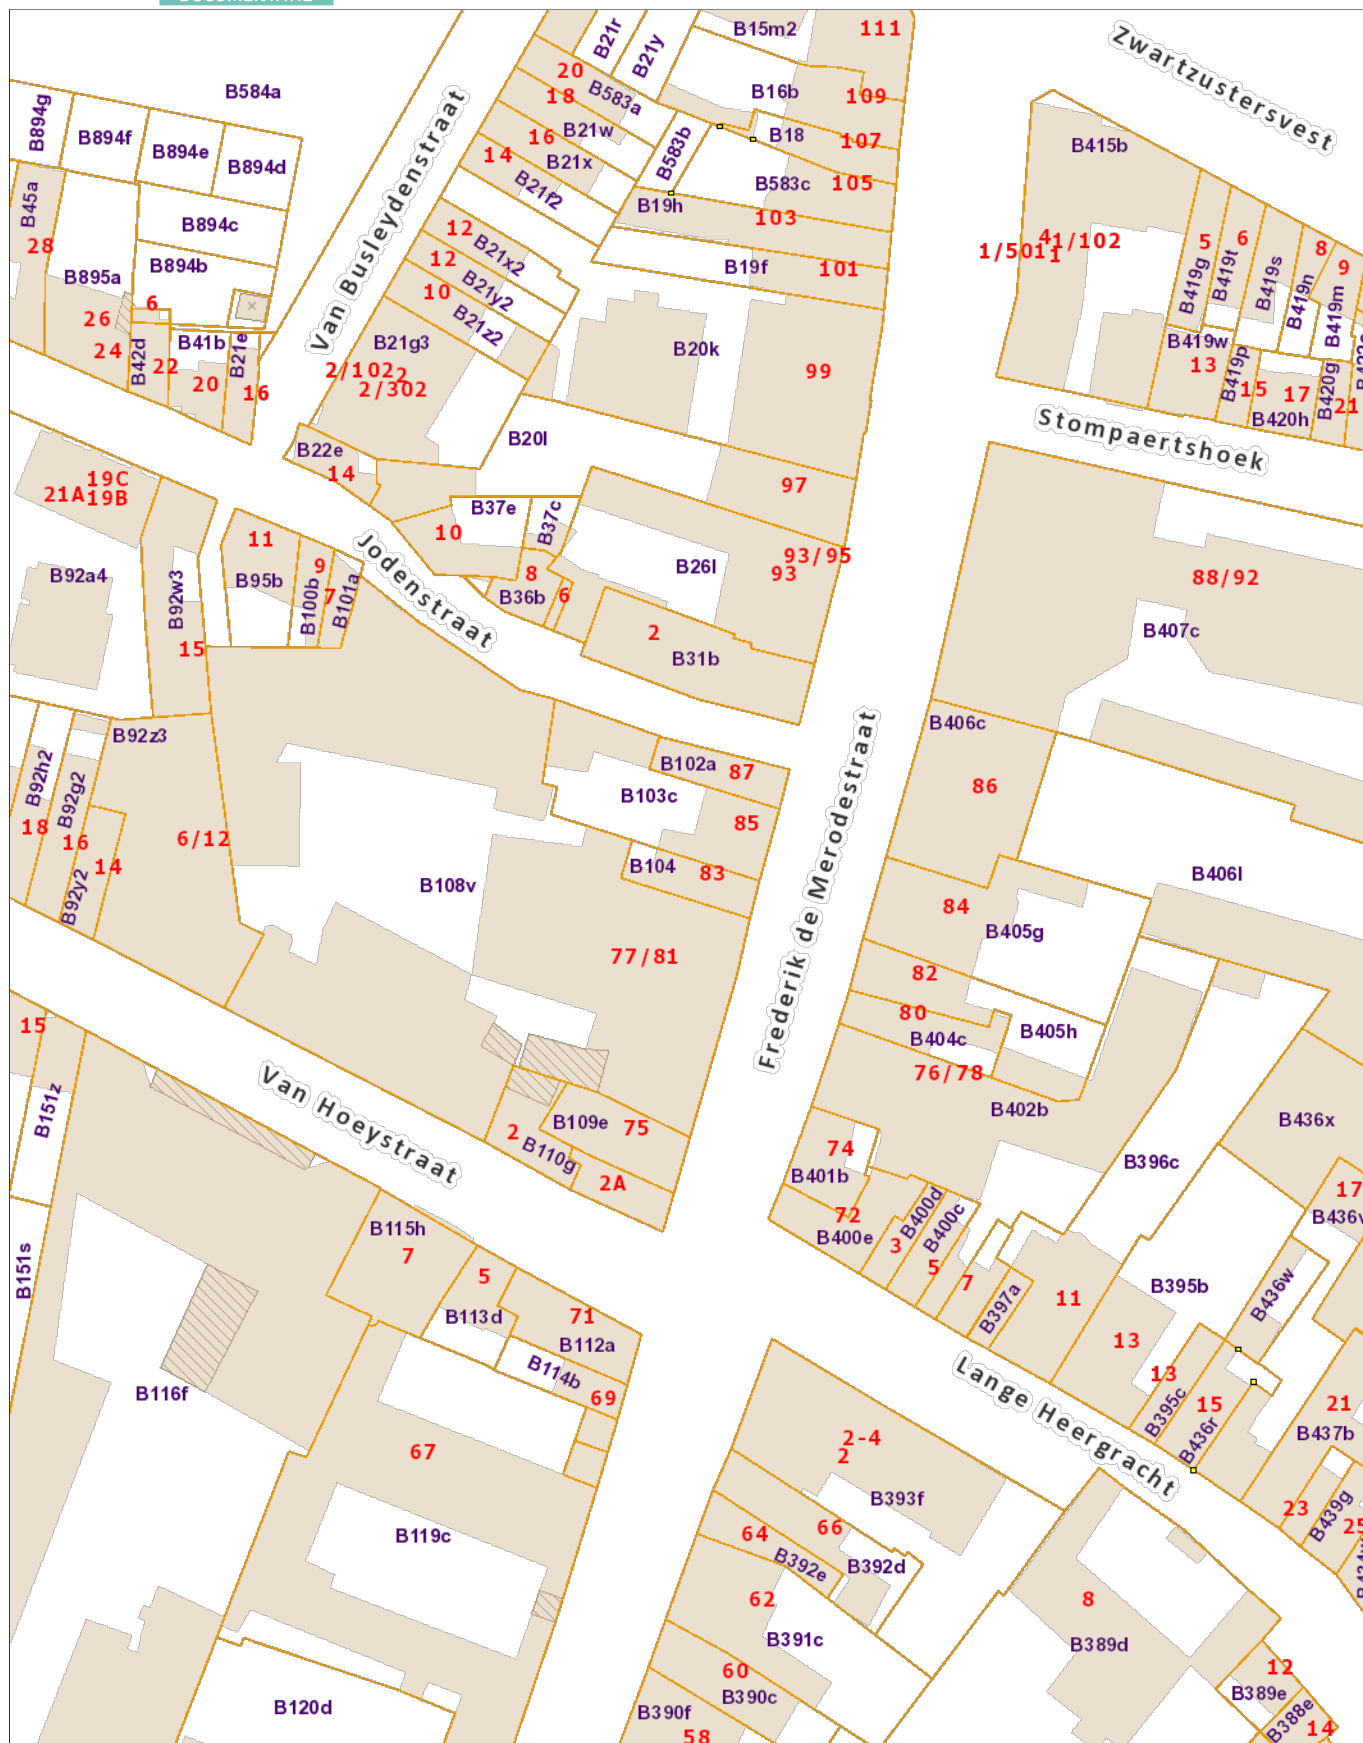 B21r
B21y
B15m2
111
Zwartzustersvest
20
18
B583a
B16b
109
B584a
B894g
B894f
B894e
B894d
16
B21w
B18
107
B415b
14
B21x
B583b
B583c
105
B45a
B21f2
B19h
103
28
B894c
Van Busleydenstraat
12
B21x2
B19f
101
1/501
41/102
1
5
6
8
9
B419g
B419t
B419s
B419n
B419m
B895a
B894b
6
12
B21y2
10
B21z2
26
24
B42d
22
B41b
20
B21e
16
B21g3
2/102
2
2/302
B20k
99
B419w
13
B419p
15
17
B420h
B420g
21
B20l
Stompaertshoek
B22e
14
19C
21A
19B
97
B37e
B37c
10
11
9
7
B95b
B100b
B101a
Jodenstraat
8
B36b
6
B26l
93/95
93
88/92
B407c
B92a4
B92w3
15
2
B31b
B92z3
B92h2
B92g2
18
16
14
B92y2
6/12
B102a
87
B103c
85
B104
83
B108v
77/81
Frederik de Merodestraat
B406c
86
B406l
84
B405g
82
80
B404c
B405h
76/78
B402b
15
B151z
B151s
Van Hoeystraat
2
B109e
75
B110g
2A
74
B401b
72
B400e
B400d
B400c
3
5
7
B397a
11
B396c
B436x
17
B395b
B436w
13
13
B395c
15
B436r
21
B437b
B115h
7
5
B113d
71
B112a
B114b
69
B116f
67
B119c
Lange Heergracht
2-4
2
B393f
66
64
B392e
B392d
62
B391c
23
B439g
8
B389d
60
B390c
B390f
58
12
B389e
B388e
14
B120d